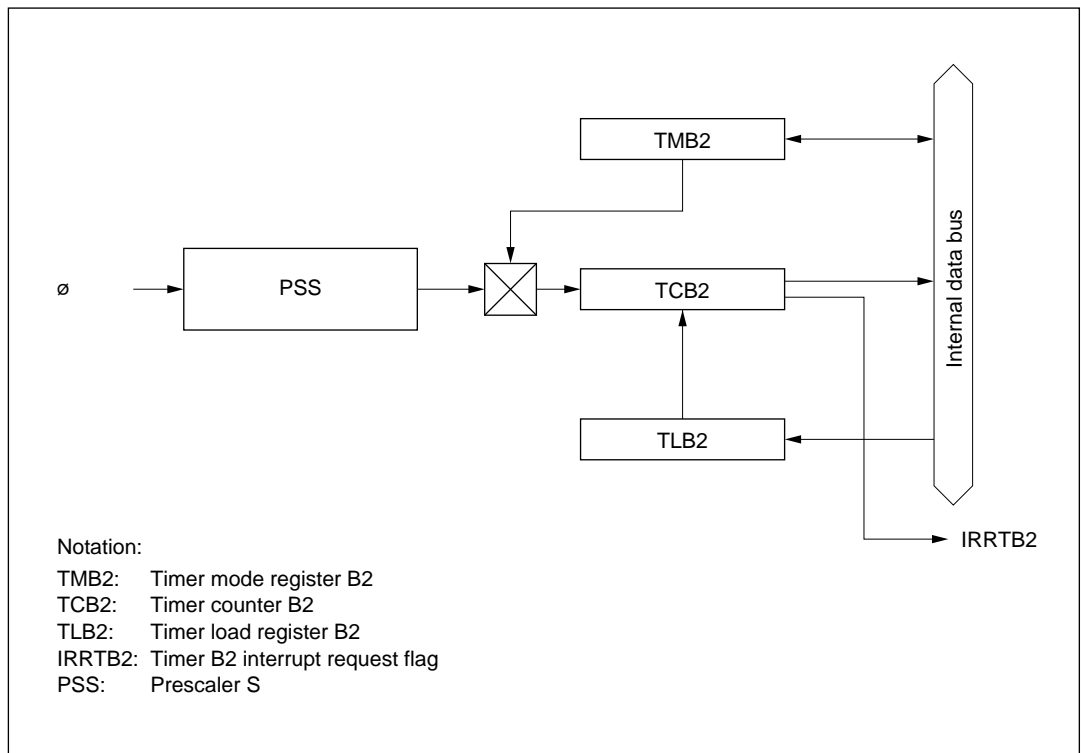 TMB2
ø
PSS
TCB2
Internal data bus
TLB2
IRRTB2
Notation:
TMB2: Timer mode register B2
TCB2: Timer counter B2
TLB2: Timer load register B2
IRRTB2: Timer B2 interrupt request flag
PSS: Prescaler S